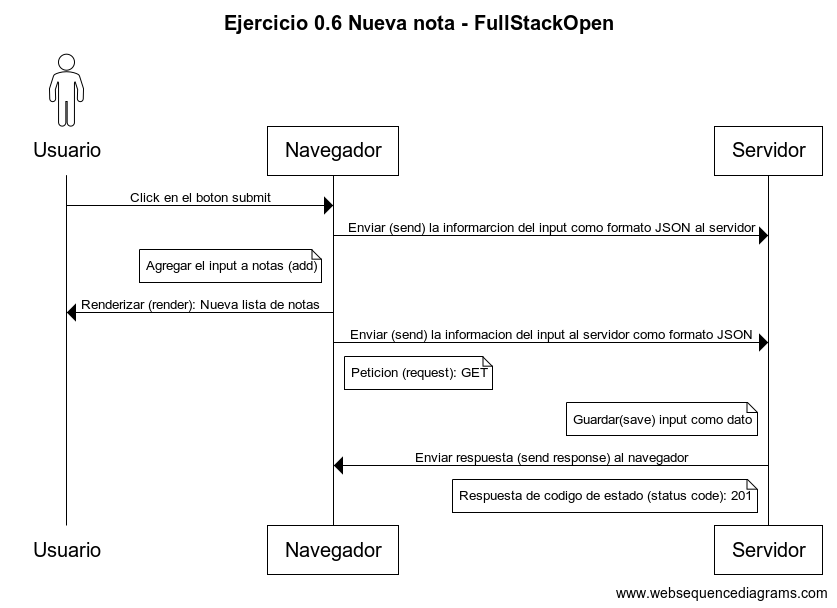 Ejercicio 0.6 Nueva nota - FullStackOpen
Usuario
Navegador
Servidor
Click en el boton submit
Enviar (send) la informarcion del input como formato JSON al servidor
Agregar el input a notas (add)
Renderizar (render): Nueva lista de notas
Enviar (send) la informacion del input al servidor como formato JSON
Peticion (request): GET
Guardar(save) input como dato
Enviar respuesta (send response) al navegador
Respuesta de codigo de estado (status code): 201
Usuario
Navegador
Servidor
www.websequencediagrams.com